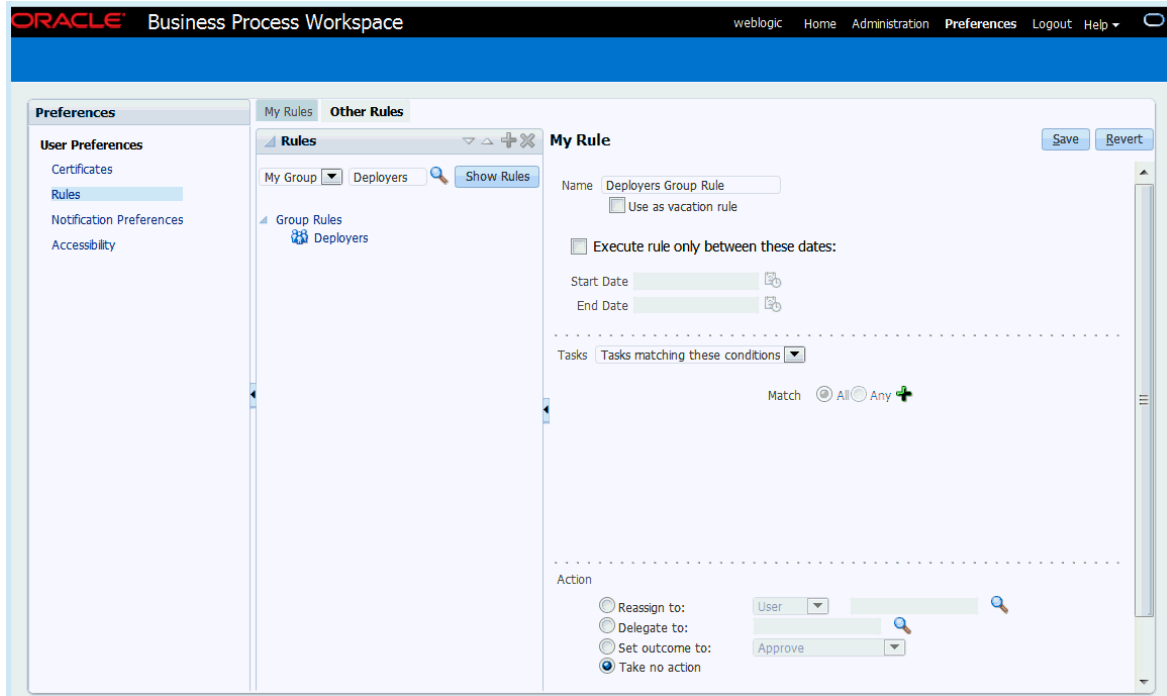 ORACLE Business Process Workspace weblogic Home Administration Preferences Logout Help
Preferences
User Preferences
Certificates
Rules
Notification Preferences
Accessibility
My Rules Other Rules
Rules
My Group Deployers Show Rules
Group Rules
Deployers
My Rule Save Revert
Name Deployers Group Rule
Use as vacation rule
Execute rule only between these dates:
Start Date
End Date
Tasks Tasks matching these conditions
Match All Any
Action
Reassign to: User
Delegate to:
Set outcome to: Approve
Take no action